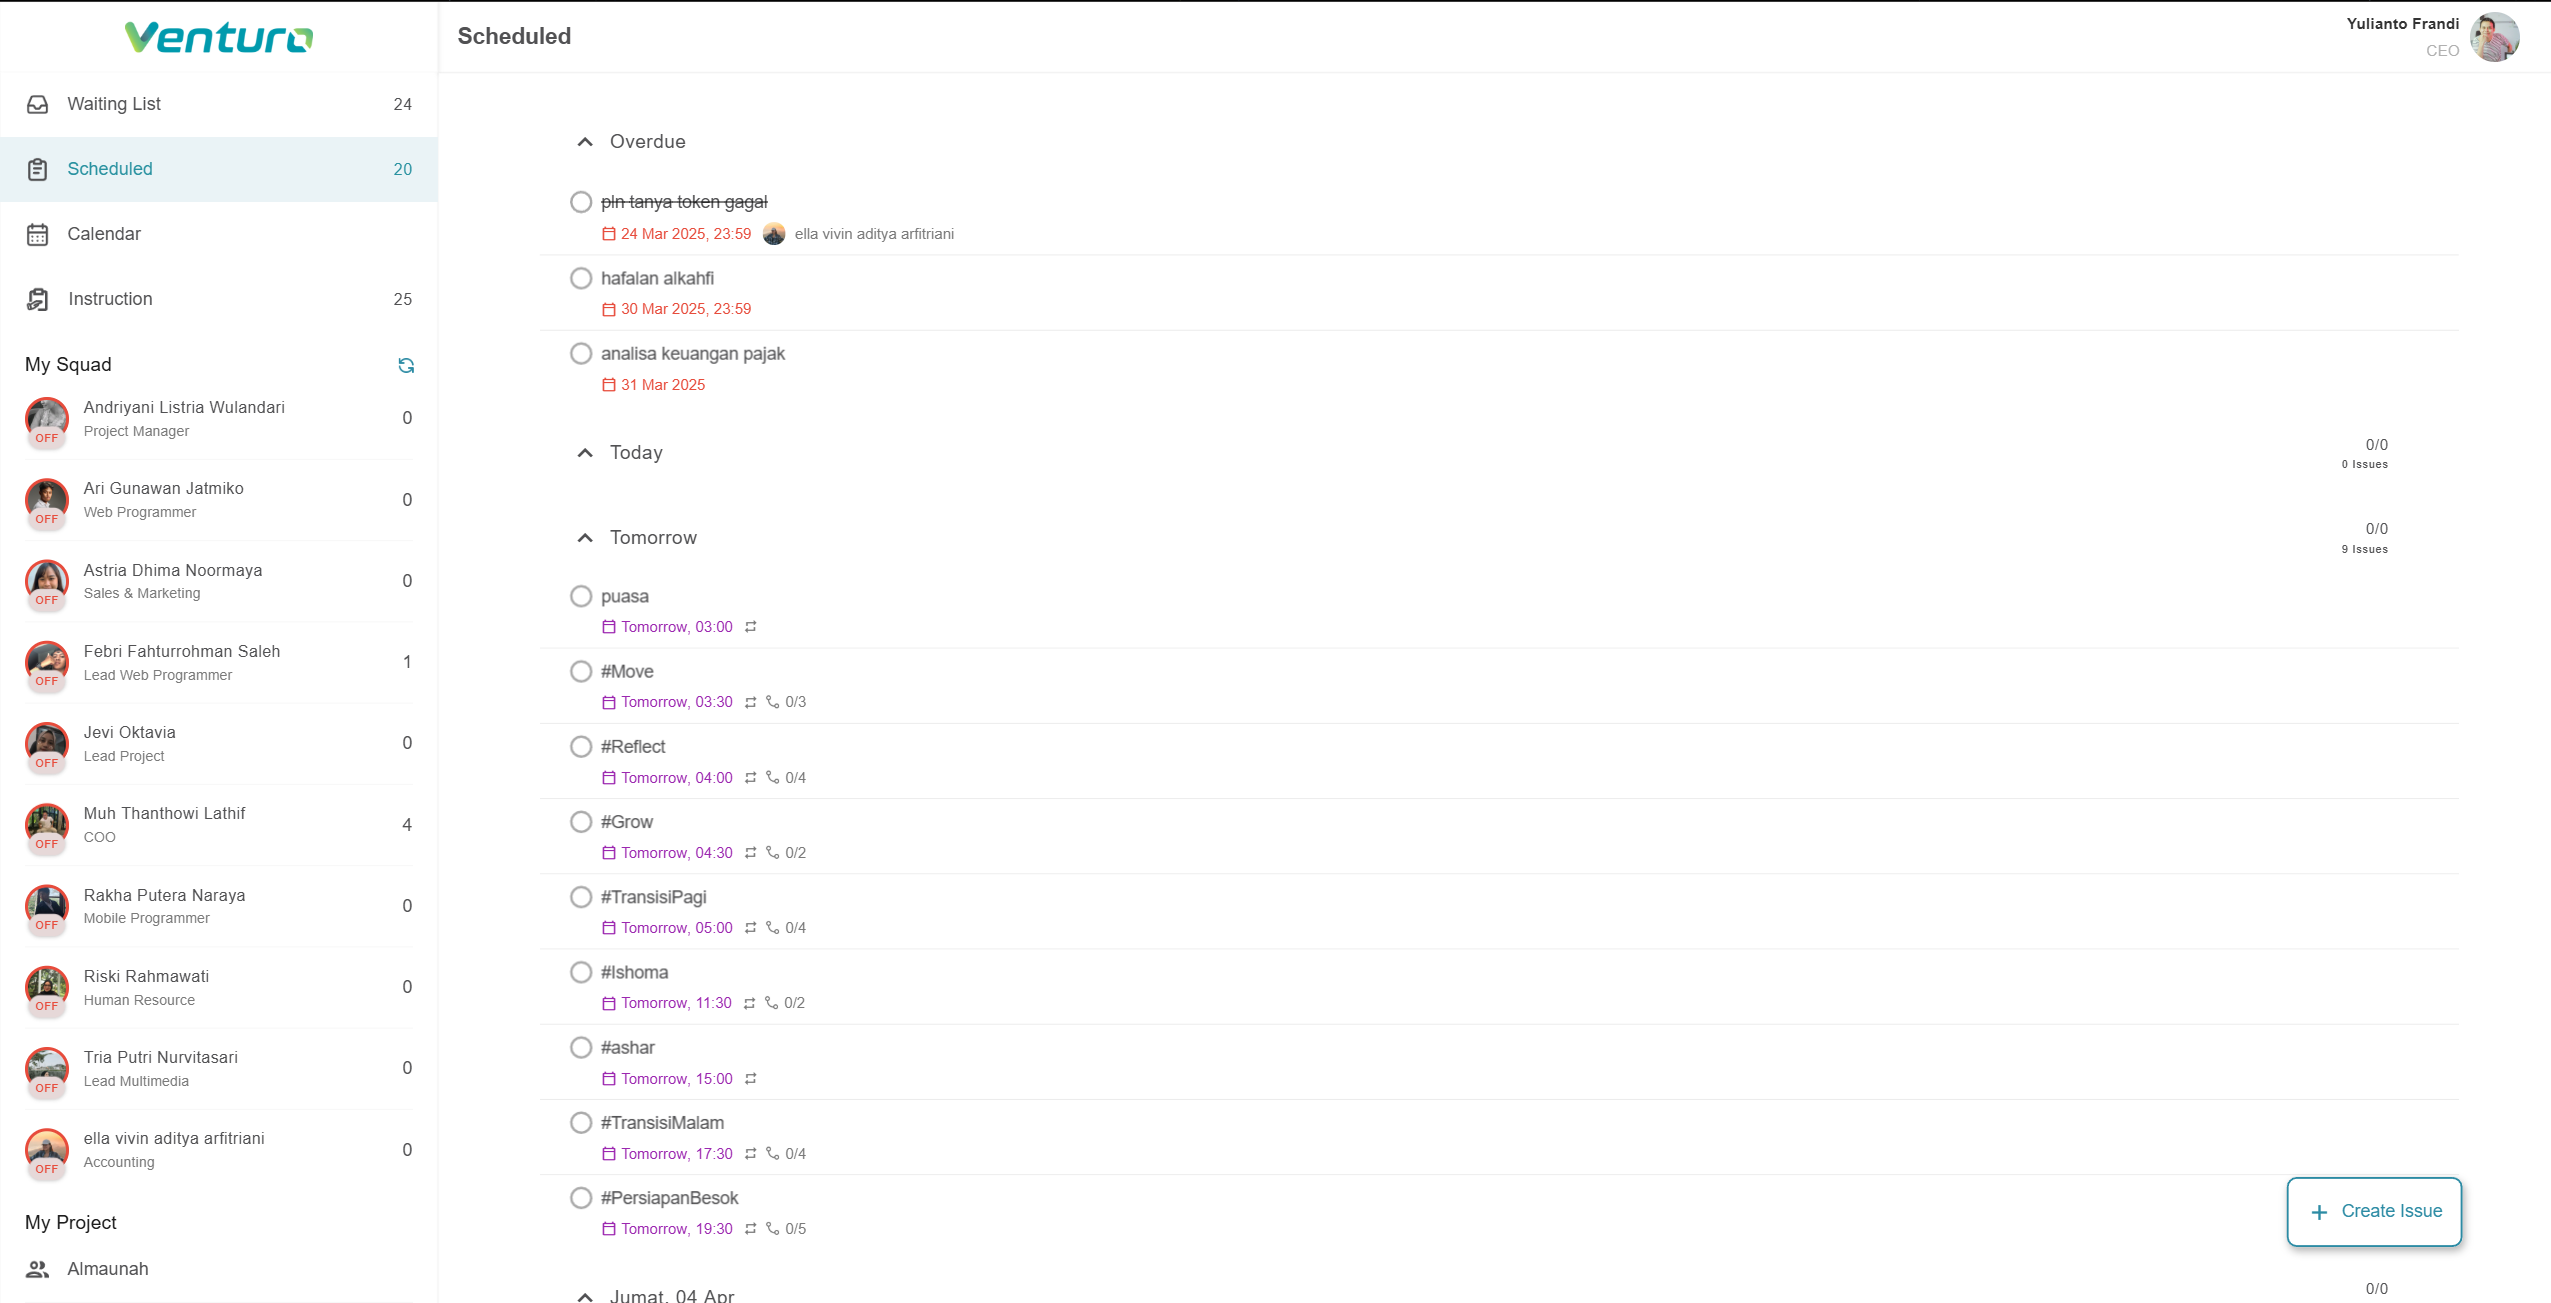 Venturo
Waiting List 24
Scheduled 20
Calendar
Instruction 25
My Squad
Andriyani Listria Wulandari 0
Project Manager
OFF
Ari Gunawan Jatmiko 0
Web Programmer
OFF
Astria Dhima Noormaya 0
Sales & Marketing
OFF
Febri Fahturrohman Saleh 1
Lead Web Programmer
OFF
Jevi Oktavia 0
Lead Project
OFF
Muh Thanthowi Lathif 4
COO
OFF
Rakha Putera Naraya 0
Mobile Programmer
OFF
Riski Rahmawati 0
Human Resource
OFF
Tria Putri Nurvitasari 0
Lead Multimedia
OFF
ella vivin aditya arfitriani 0
Accounting
OFF
My Project
Almaunah
Scheduled
Yulianto Frandi
CEO
Overdue
pln tanya token gagal
24 Mar 2025, 23:59 ella vivin aditya arfitriani
hafalan alkahfi
30 Mar 2025, 23:59
analisa keuangan pajak
31 Mar 2025
Today 0/0
0 Issues
Tomorrow 0/0
9 Issues
puasa
Tomorrow, 03:00
#Move
Tomorrow, 03:30 0/3
#Reflect
Tomorrow, 04:00 0/4
#Grow
Tomorrow, 04:30 0/2
#TransisiPagi
Tomorrow, 05:00 0/4
#Ishoma
Tomorrow, 11:30 0/2
#ashar
Tomorrow, 15:00
#TransisiMalam
Tomorrow, 17:30 0/4
#PersiapanBesok
Tomorrow, 19:30 0/5
Create Issue
Jumat, 04 Apr 0/0